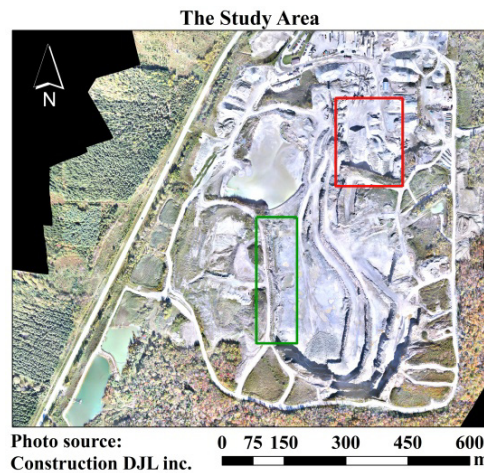 The Study Area
N
Photo source:
Construction DJL inc.
0 75 150 300 450 600
m